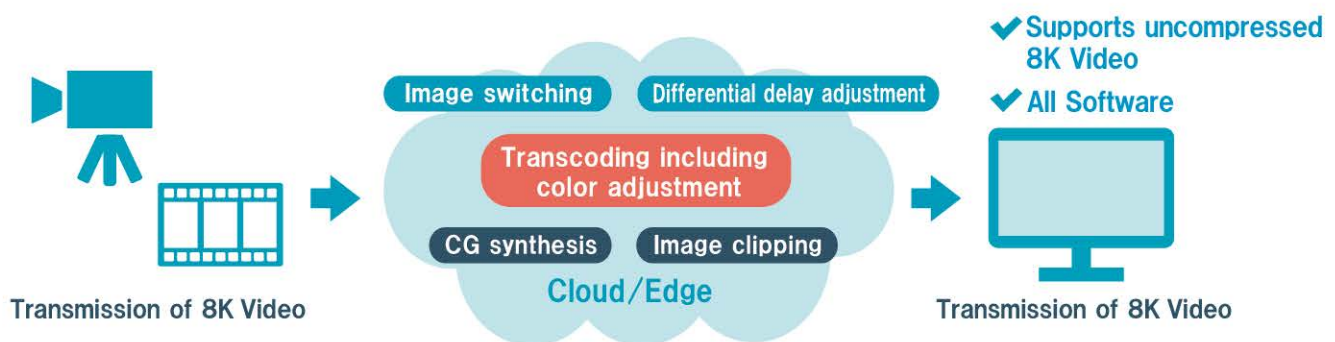 Supports uncompressed
8K Video
All Software
Image switching
Differential delay adjustment
Transcoding including
color adjustment
CG synthesis
Image clipping
Cloud/Edge
Transmission of 8K Video
Transmission of 8K Video